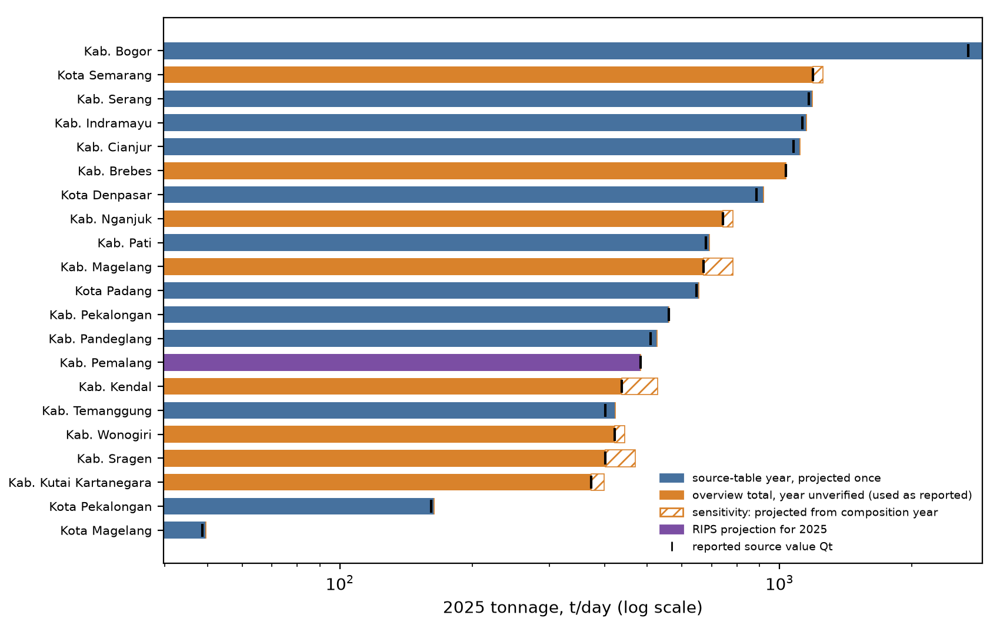 Kab. Bogor
Kota Semarang
Kab. Serang
Kab. Indramayu
Kab. Cianjur
Kab. Brebes
Kota Denpasar
Kab. Nganjuk
Kab. Pati
Kab. Magelang
Kota Padang
Kab. Pekalongan
Kab. Pandeglang
Kab. Pemalang
Kab. Kendal
Kab. Temanggung
Kab. Wonogiri
Kab. Sragen
Kab. Kutai Kartanegara
Kota Pekalongan
Kota Magelang
source-table year, projected once
overview total, year unverified (used as reported)
sensitivity: projected from composition year
RIPS projection for 2025
reported source value Qt
10² 10³
2025 tonnage, t/day (log scale)